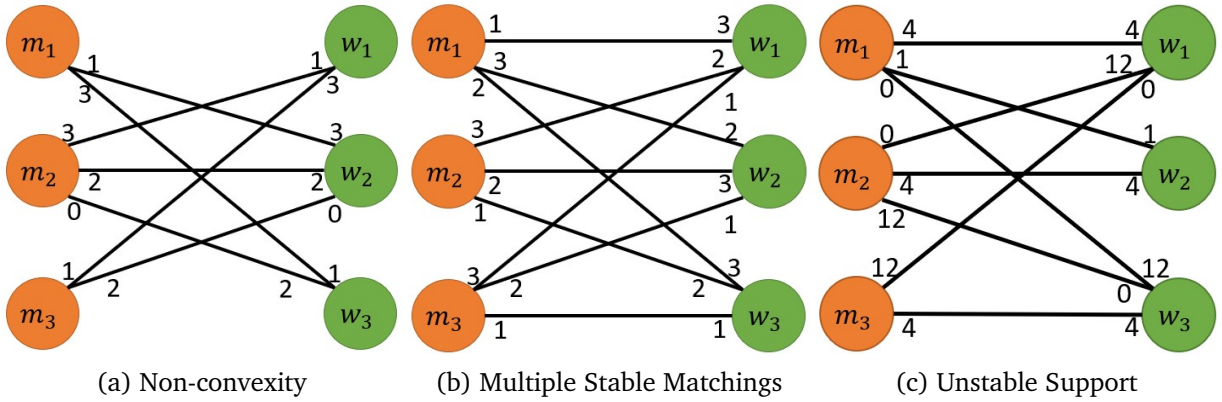 m₁ w₁
1 1
3 3
3 3
m₂ 2 2 w₂
0 0
1 1
m₃ 2 2 w₃
(a) Non-convexity
m₁ 1 3 w₁
3 2
2 1
3 2
m₂ 2 3 w₂
1 1
3 3
m₃ 2 2 w₃
1 1
(b) Multiple Stable Matchings
m₁ 4 4 w₁
1 12
0 0
0 1
m₂ 4 4 w₂
12
12 12
0
m₃ 4 4 w₃
(c) Unstable Support